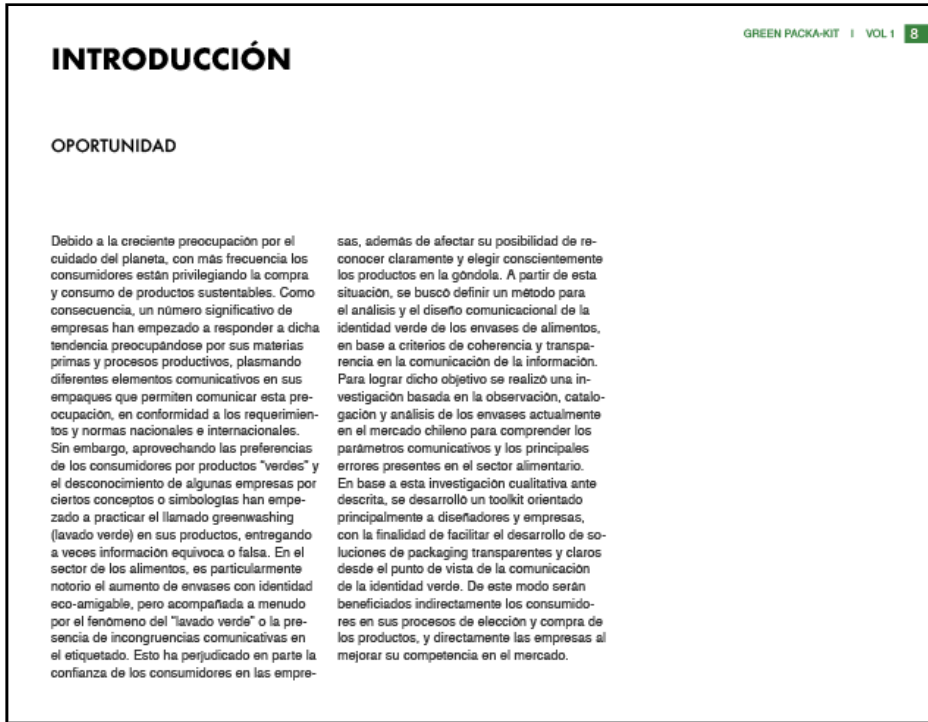 GREEN PACKA-KIT | VOL 1 8
INTRODUCCIÓN
OPORTUNIDAD
Debido a la creciente preocupación por el
cuidado del planeta, con más frecuencia los
consumidores están privilegiando la compra
y consumo de productos sustentables. Como
consecuencia, un número significativo de
empresas han empezado a responder a dicha
tendencia preocupándose por sus materias
primas y procesos productivos, plasmando
diferentes elementos comunicativos en sus
empaques que permiten comunicar esta pre-
ocupación, en conformidad a los requerimien-
tos y normas nacionales e internacionales.
Sin embargo, aprovechando las preferencias
de los consumidores por productos "verdes" y
el desconocimiento de algunas empresas por
ciertos conceptos o simbologías han empe-
zado a practicar el llamado greenwashing
(lavado verde) en sus productos, entregando
a veces información equivoca o falsa. En el
sector de los alimentos, es particularmente
notorio el aumento de envases con identidad
eco-amigable, pero acompañada a menudo
por el fenómeno del "lavado verde" o la pre-
sencia de incongruencias comunicativas en
el etiquetado. Esto ha perjudicado en parte la
confianza de los consumidores en las empre-
sas, además de afectar su posibilidad de re-
conocer claramente y elegir conscientemente
los productos en la góndola. A partir de esta
situación, se buscó definir un método para
el análisis y el diseño comunicacional de la
identidad verde de los envases de alimentos,
en base a criterios de coherencia y transpa-
rencia en la comunicación de la información.
Para lograr dicho objetivo se realizó una in-
vestigación basada en la observación, catalo-
gación y análisis de los envases actualmente
en el mercado chileno para comprender los
parámetros comunicativos y los principales
errores presentes en el sector alimentario.
En base a esta investigación cualitativa ante
descrita, se desarrolló un toolkit orientado
principalmente a diseñadores y empresas,
con la finalidad de facilitar el desarrollo de so-
luciones de packaging transparentes y claros
desde el punto de vista de la comunicación
de la identidad verde. De este modo serán
beneficiados indirectamente los consumido-
res en sus procesos de elección y compra de
los productos, y directamente las empresas al
mejorar su competencia en el mercado.